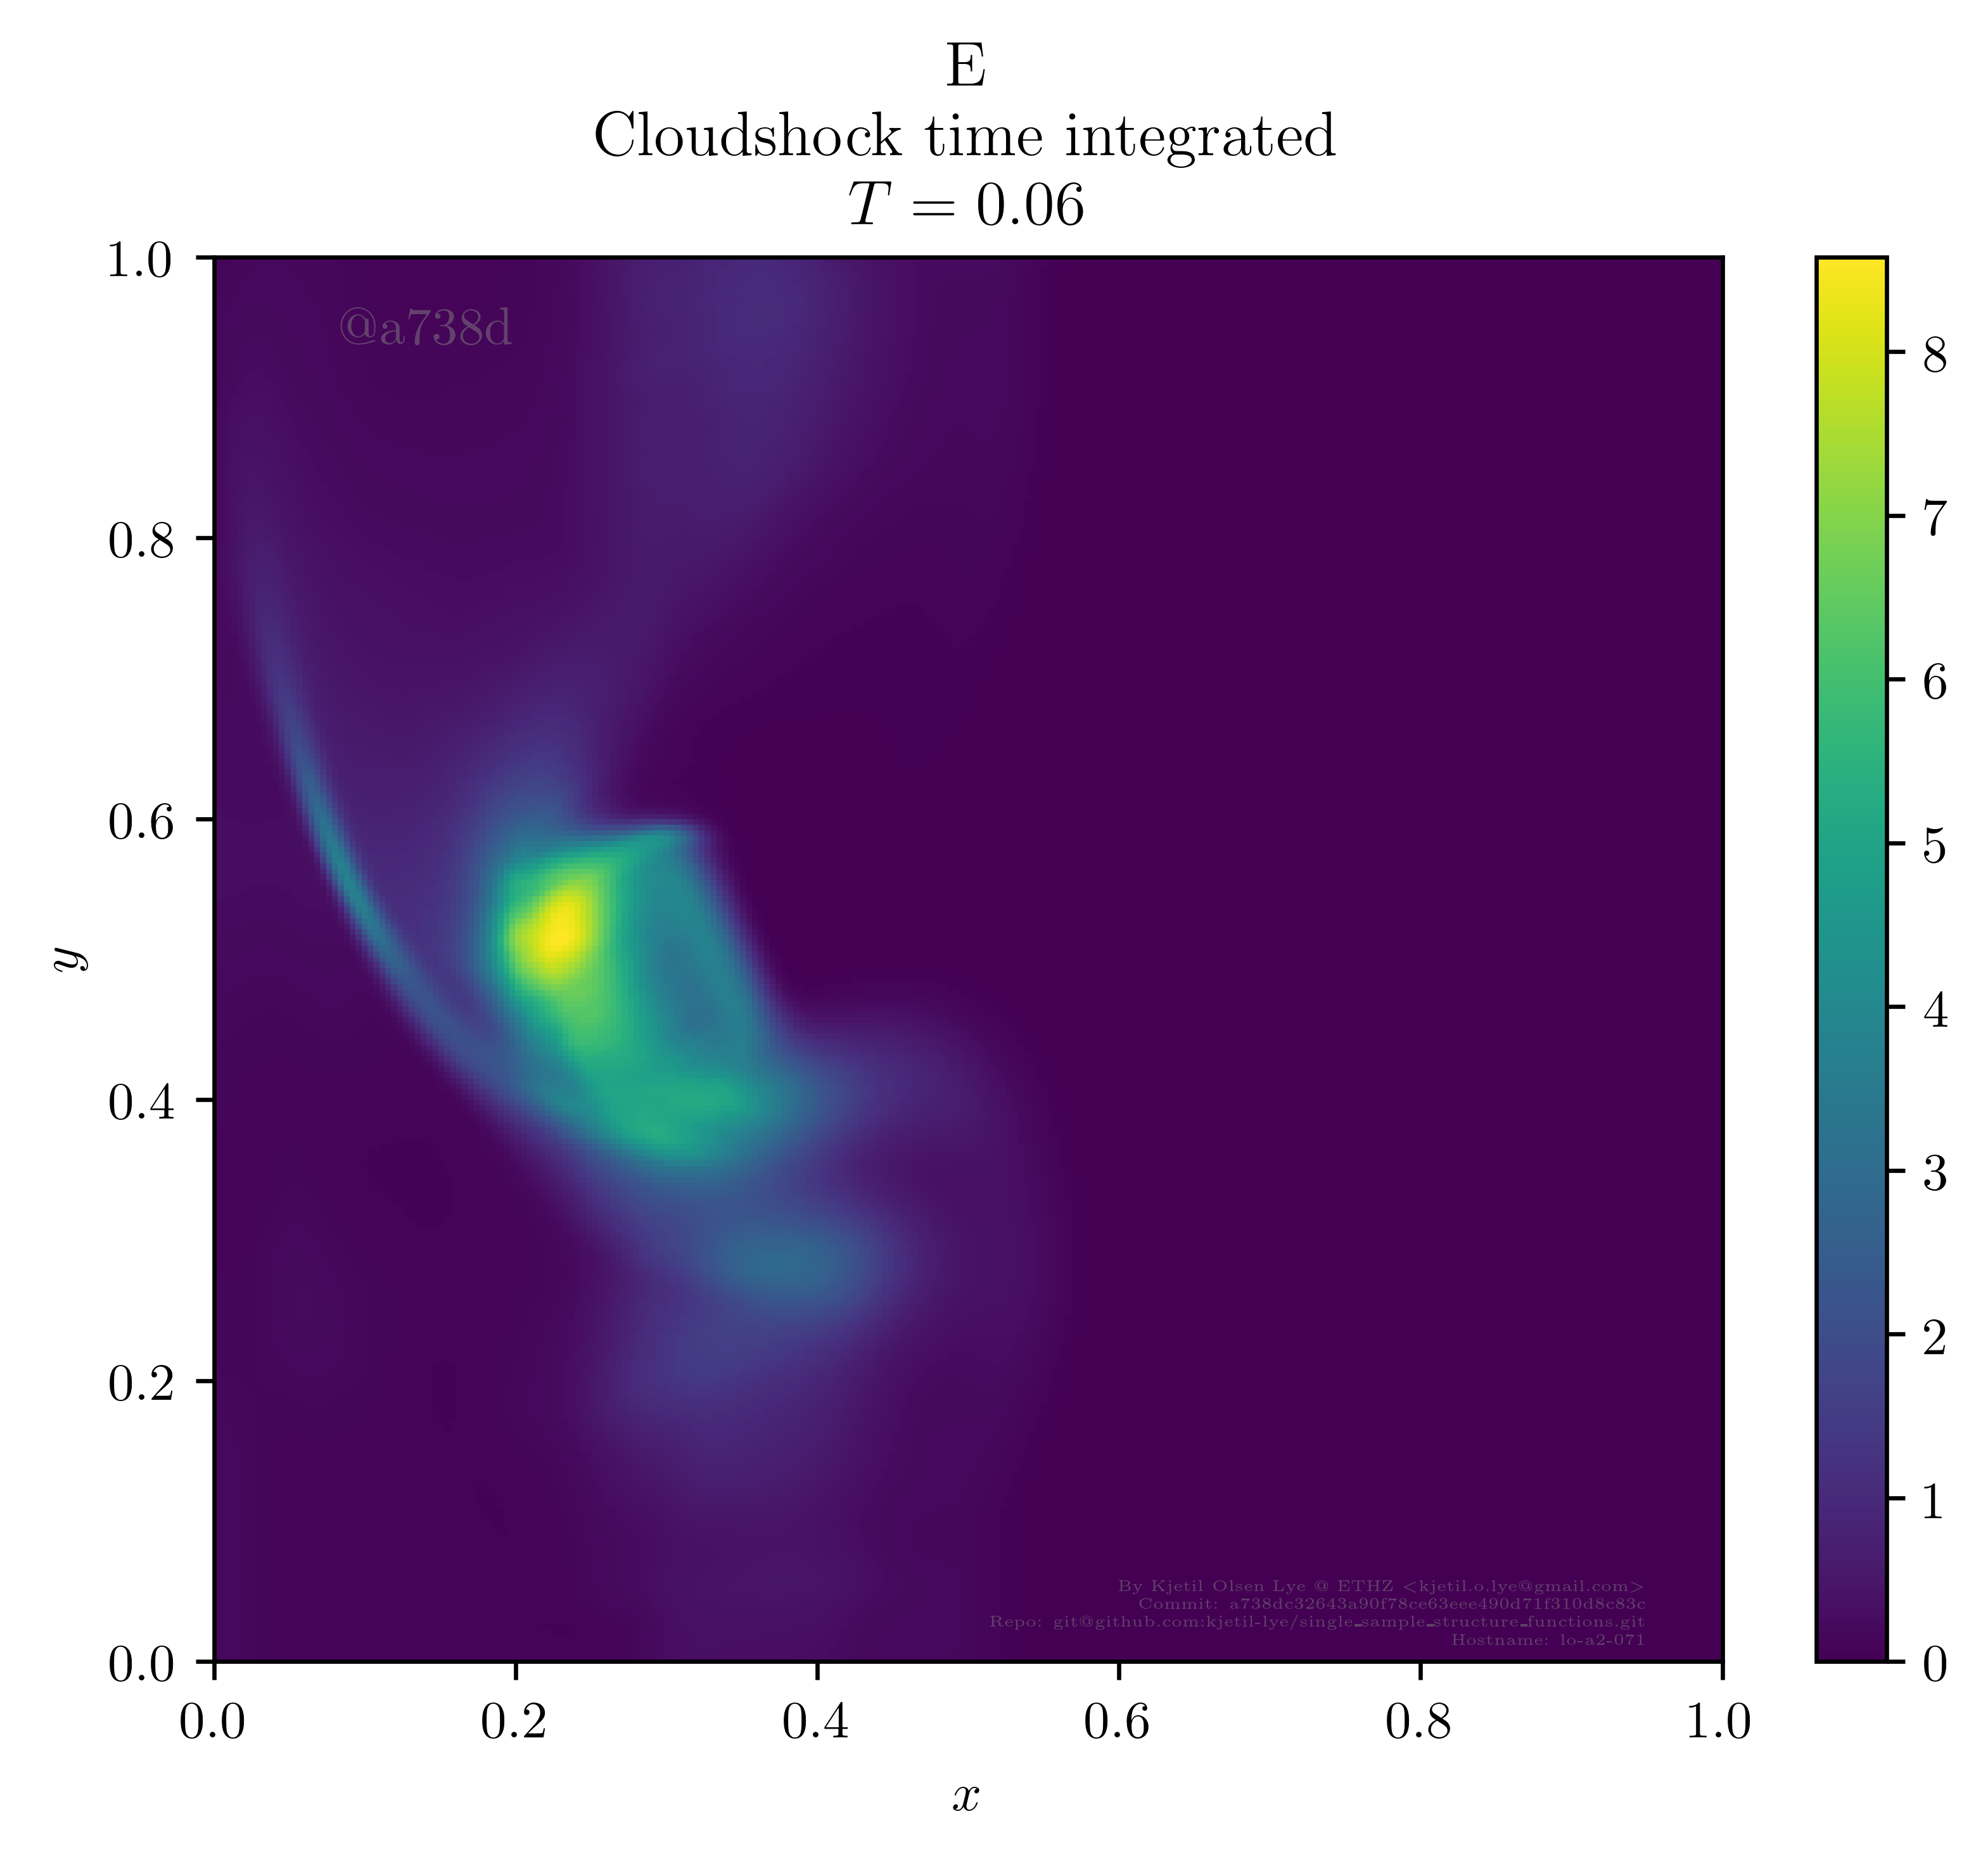 E
Cloudshock time integrated
T = 0.06
1.0
0.8
0.6
0.4
0.2
0.0
y
@a738d
By Kjetil Olsen Lye @ ETHZ <kjetil.o.lye@gmail.com>
Commit: a738dc32643a90f78ce63eee490d71f310d8c83c
Repo: git@github.com:kjetil-lye/single_sample_structure_functions.git
Hostname: lo-a2-071
0.0 0.2 0.4 0.6 0.8 1.0
x
8
7
6
5
4
3
2
1
0